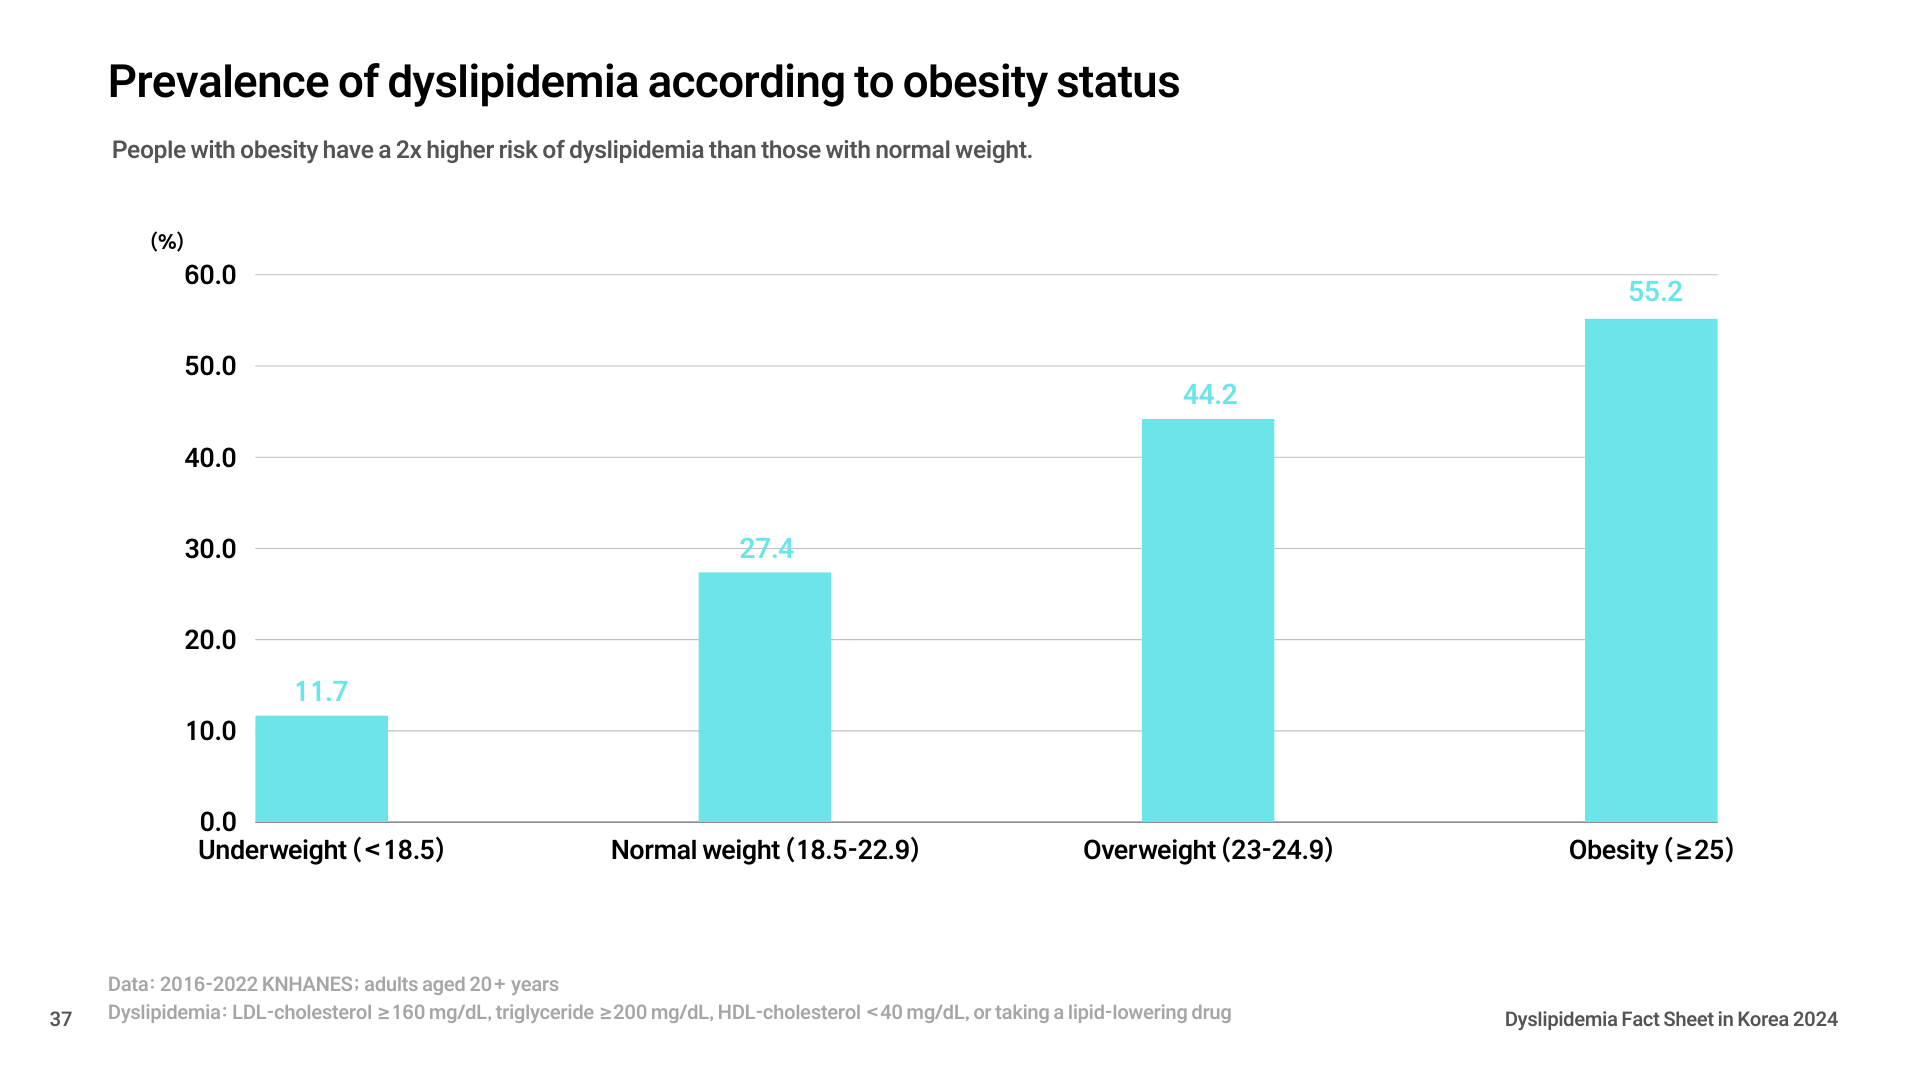 Prevalence of dyslipidemia according to obesity status
People with obesity have a 2x higher risk of dyslipidemia than those with normal weight.
(%)
60.0
55.2
50.0
44.2
40.0
30.0
27.4
20.0
11.7
10.0
0.0
Underweight (<18.5)
Normal weight (18.5-22.9)
Overweight (23-24.9)
Obesity (≥25)
Data: 2016-2022 KNHANES; adults aged 20+ years
Dyslipidemia: LDL-cholesterol ≥160 mg/dL, triglyceride ≥200 mg/dL, HDL-cholesterol <40 mg/dL, or taking a lipid-lowering drug
37
Dyslipidemia Fact Sheet in Korea 2024